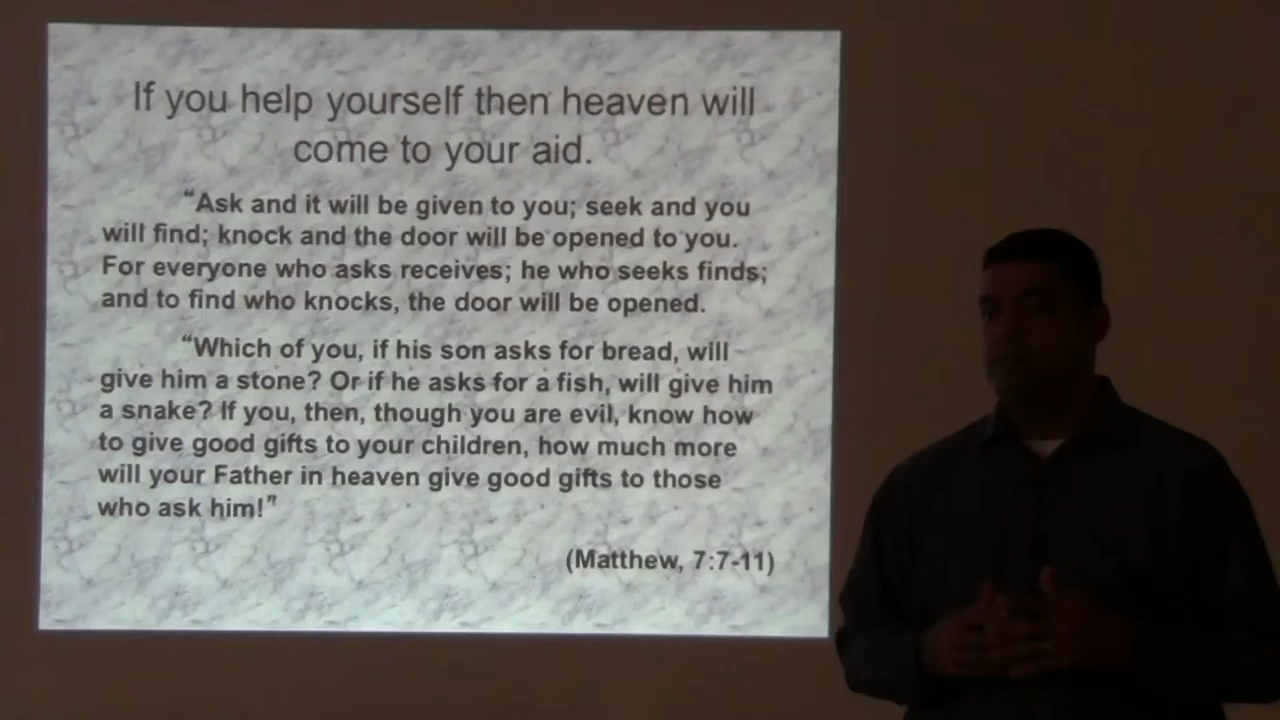 If you help yourself then heaven will
come to your aid.
“Ask and it will be given to you; seek and you
will find; knock and the door will be opened to you.
For everyone who asks receives; he who seeks finds;
and to find who knocks, the door will be opened.
“Which of you, if his son asks for bread, will
give him a stone? Or if he asks for a fish, will give him
a snake? If you, then, though you are evil, know how
to give good gifts to your children, how much more
will your Father in heaven give good gifts to those
who ask him!”
(Matthew, 7:7-11)